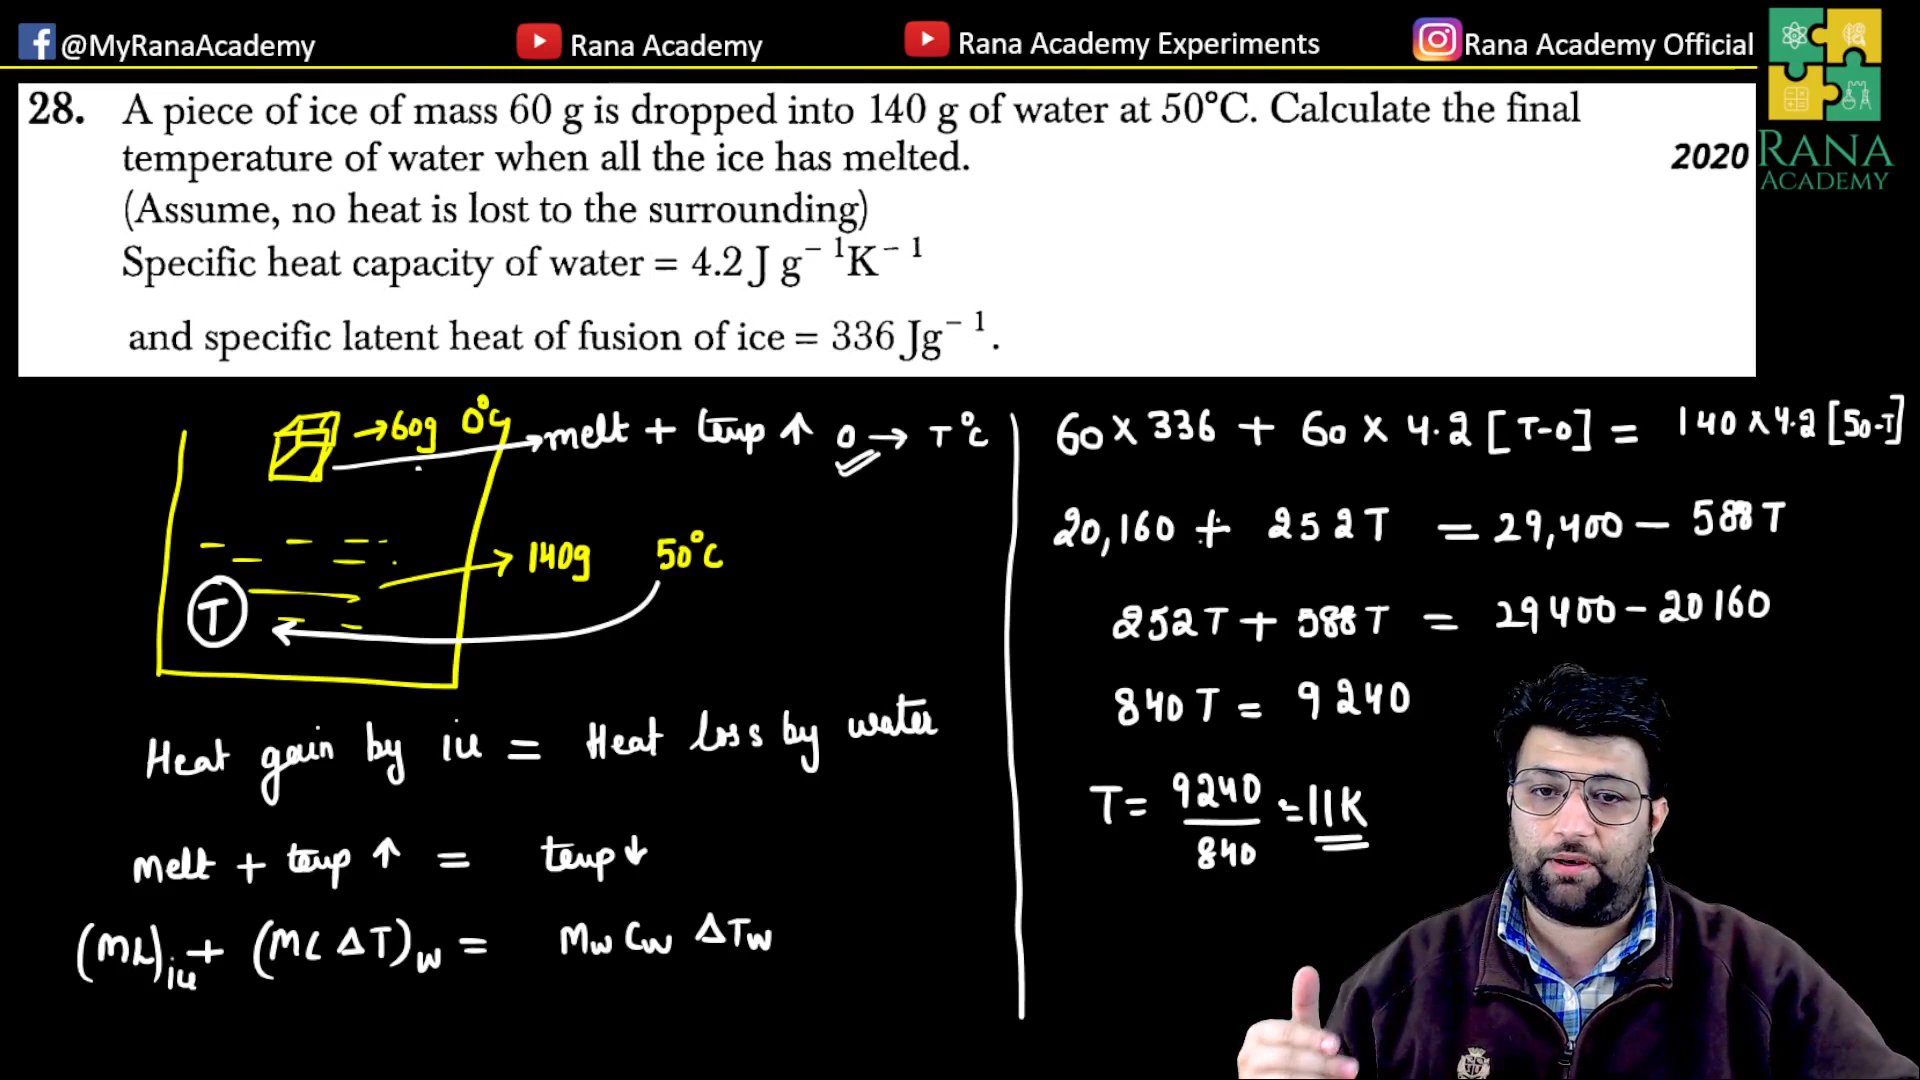 @MyRanaAcademy Rana Academy Rana Academy Experiments Rana Academy Official
28. A piece of ice of mass 60 g is dropped into 140 g of water at 50°C. Calculate the final
temperature of water when all the ice has melted. 2020
(Assume, no heat is lost to the surrounding)
Specific heat capacity of water = 4.2 J g⁻¹K⁻¹
and specific latent heat of fusion of ice = 336 Jg⁻¹.
RANA
ACADEMY
→60g 0°C → melt + temp ↑ 0 → T°C
→ 140g 50°C
T
Heat gain by ice = Heat loss by water
melt + temp ↑ = temp ↓
(ML)ice + (MC ΔT)w = Mw Cw ΔTw
60 × 336 + 60 × 4.2 [T-0] = 140 × 4.2 [50-T]
20,160 + 252T = 29,400 - 588T
252T + 588T = 29400 - 20160
840T = 9240
T = 9240/840 = 11K